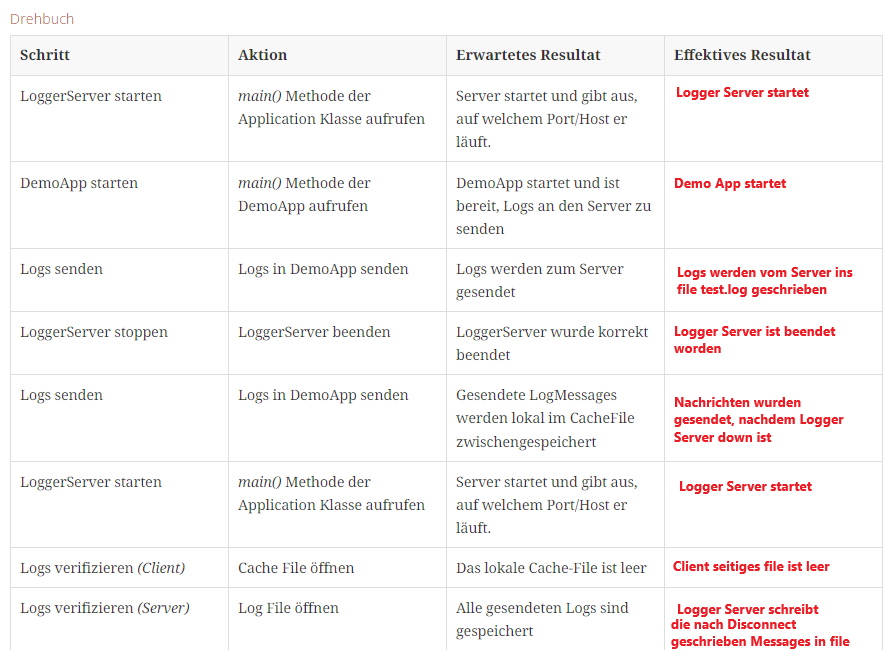 Drehbuch
Schritt Aktion Erwartetes Resultat Effektives Resultat
LoggerServer starten
main() Methode der
Application Klasse aufrufen
Server startet und gibt aus,
auf welchem Port/Host er
läuft.
Logger Server startet
DemoApp starten
main() Methode der
DemoApp aufrufen
DemoApp startet und ist
bereit, Logs an den Server zu
senden
Demo App startet
Logs senden
Logs in DemoApp senden
Logs werden zum Server
gesendet
Logs werden vom Server ins
file test.log geschrieben
LoggerServer stoppen
LoggerServer beenden
LoggerServer wurde korrekt
beendet
Logger Server ist beendet
worden
Logs senden
Logs in DemoApp senden
Gesendete LogMessages
werden lokal im CacheFile
zwischengespeichert
Nachrichten wurden
gesendet, nachdem Logger
Server down ist
LoggerServer starten
main() Methode der
Application Klasse aufrufen
Server startet und gibt aus,
auf welchem Port/Host er
läuft.
Logger Server startet
Logs verifizieren (Client)
Cache File öffnen
Das lokale Cache-File ist leer
Client seitiges file ist leer
Logs verifizieren (Server)
Log File öffnen
Alle gesendeten Logs sind
gespeichert
Logger Server schreibt
die nach Disconnect
geschrieben Messages in file